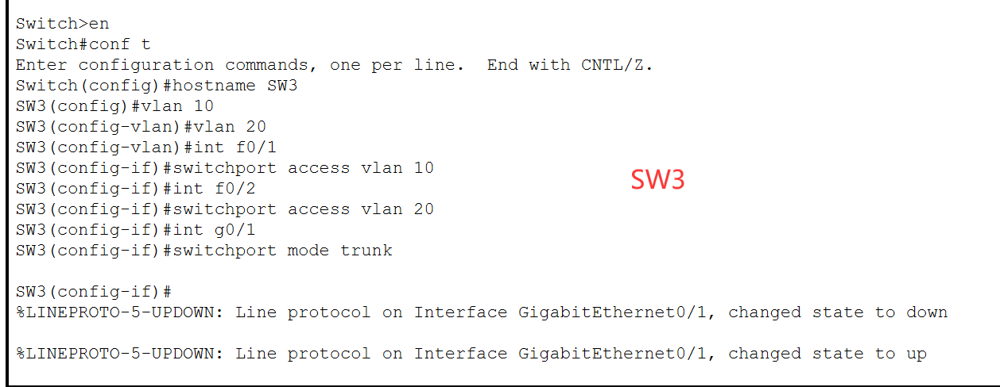 Switch>en
Switch#conf t
Enter configuration commands, one per line.  End with CNTL/Z.
Switch(config)#hostname SW3
SW3(config)#vlan 10
SW3(config-vlan)#vlan 20
SW3(config-vlan)#int f0/1
SW3(config-if)#switchport access vlan 10
SW3(config-if)#int f0/2
SW3(config-if)#switchport access vlan 20
SW3(config-if)#int g0/1
SW3(config-if)#switchport mode trunk
SW3(config-if)#
%LINEPROTO-5-UPDOWN: Line protocol on Interface GigabitEthernet0/1, changed state to down
%LINEPROTO-5-UPDOWN: Line protocol on Interface GigabitEthernet0/1, changed state to up
SW3